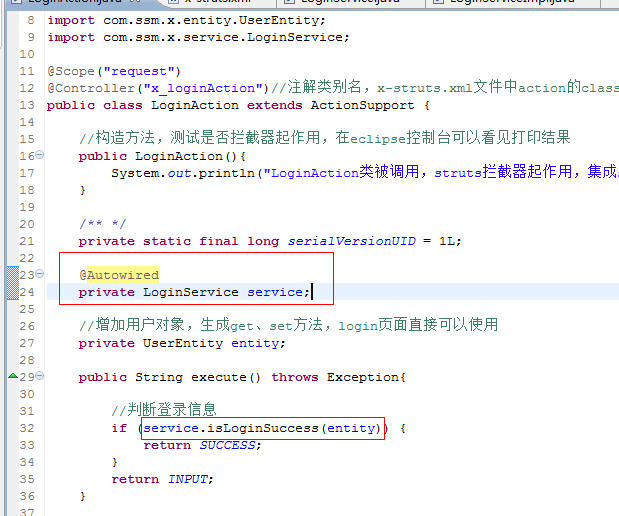 8 import com.ssm.x.entity.UserEntity;
9 import com.ssm.x.service.LoginService;
10
11 @Scope("request")
12 @Controller("x_loginAction")//注解类别名，x-struts.xml文件中action的class
13 public class LoginAction extends ActionSupport {
14
15 //构造方法，测试是否拦截器起作用，在eclipse控制台可以看见打印结果
16 public LoginAction(){
17 System.out.println("LoginAction类被调用，struts拦截器起作用，集成
18 }
19
20 /** */
21 private static final long serialVersionUID = 1L;
22
23 @Autowired
24 private LoginService service;
25
26 //增加用户对象，生成get、set方法，login页面直接可以使用
27 private UserEntity entity;
28
29 public String execute() throws Exception{
30
31 //判断登录信息
32 if (service.isLoginSuccess(entity)) {
33 return SUCCESS;
34 }
35 return INPUT;
36 }
37